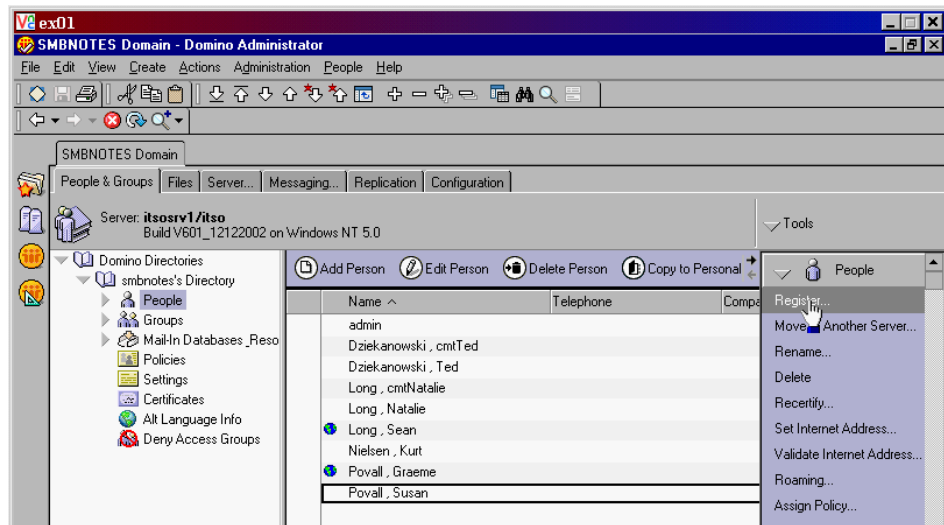 ex01
SMBNOTES Domain - Domino Administrator
File Edit View Create Actions Administration People Help
SMBNOTES Domain
People & Groups Files Server... Messaging... Replication Configuration
Server: itsosrv1/itso
Build V601_12122002 on Windows NT 5.0
Tools
Domino Directories
smbnotes's Directory
People
Groups
Mail-In Databases _Reso
Policies
Settings
Certificates
Alt Language Info
Deny Access Groups
Add Person Edit Person Delete Person Copy to Personal
Name Telephone Compa
admin
Dziekanowski , cmtTed
Dziekanowski , Ted
Long , cmtNatalie
Long , Natalie
Long , Sean
Nielsen , Kurt
Povall , Graeme
Povall , Susan
People
Register...
Move Another Server...
Rename...
Delete
Recertify...
Set Internet Address...
Validate Internet Address...
Roaming...
Assign Policy...